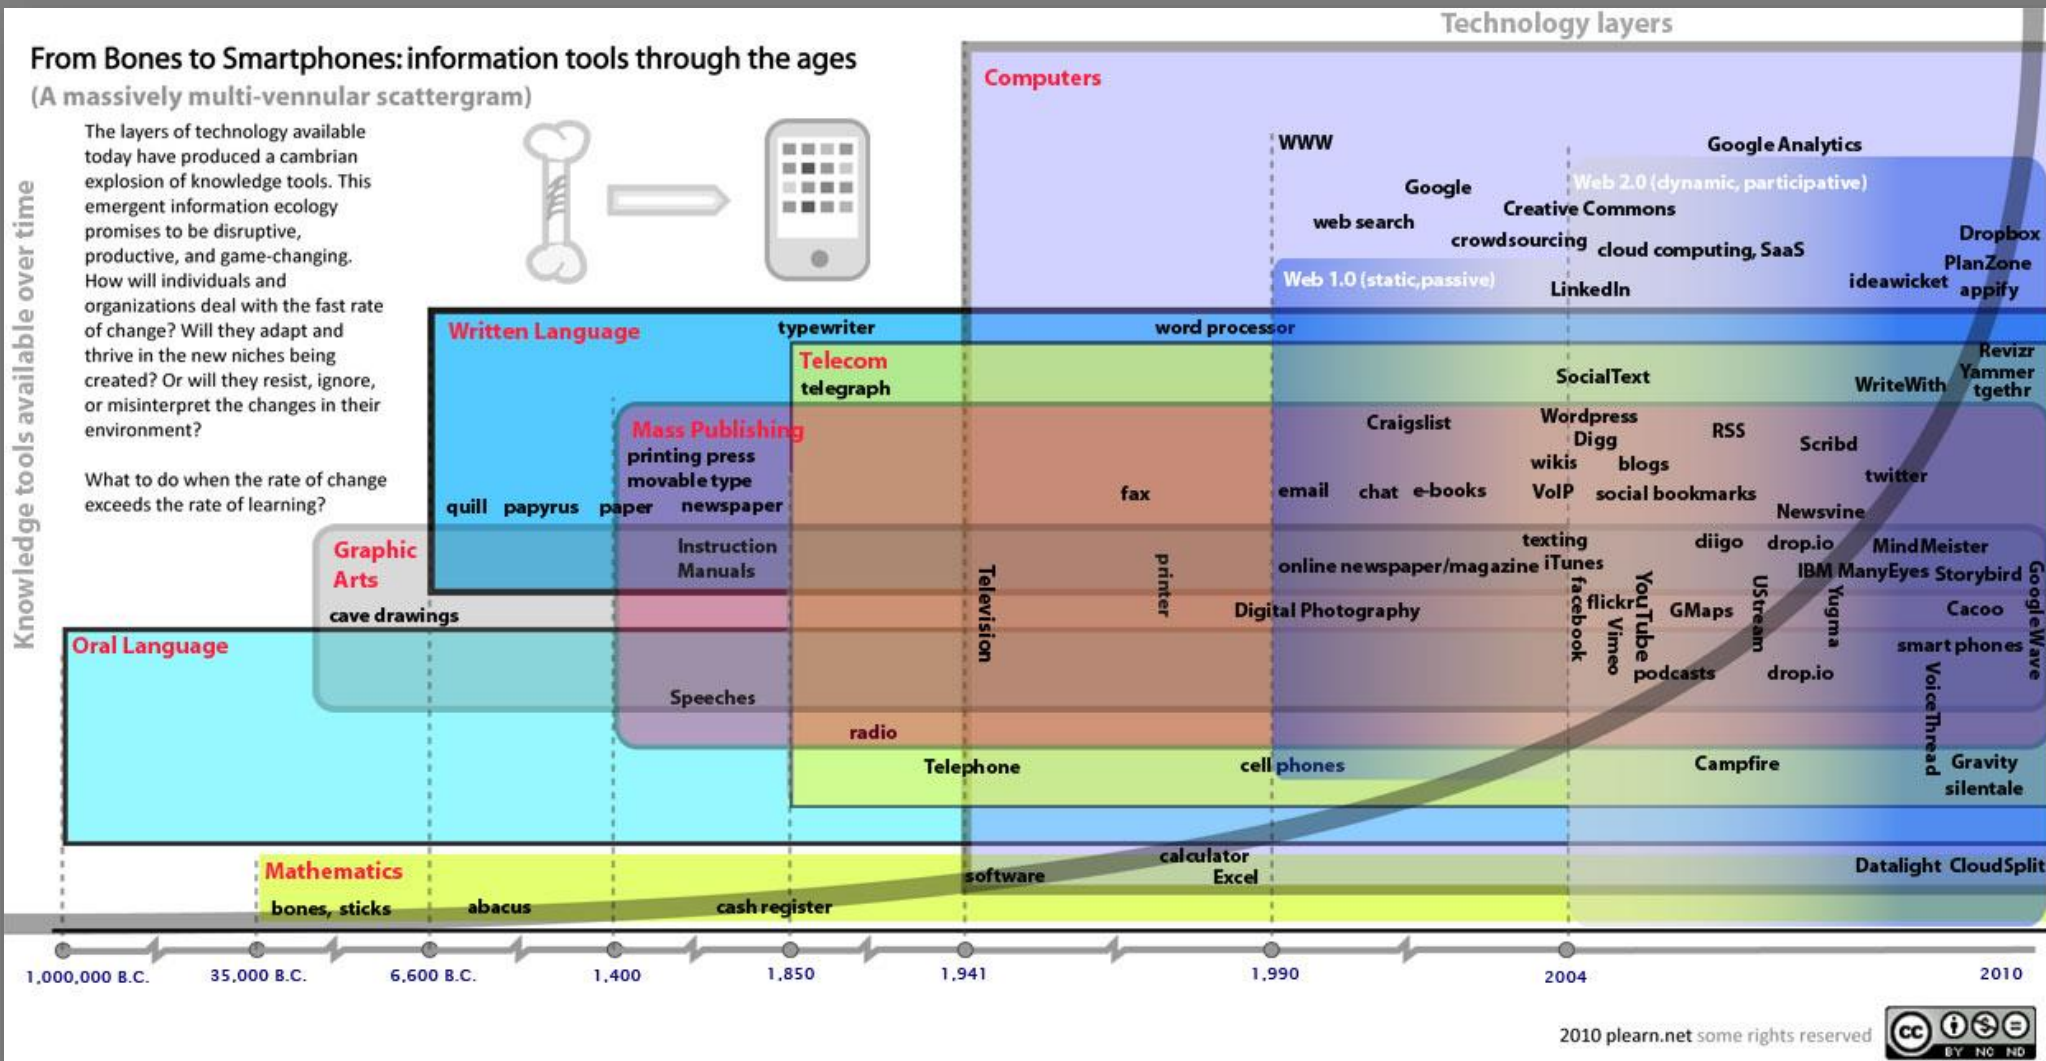 Technology layers
From Bones to Smartphones: information tools through the ages
(A massively multi-vennular scattergram)
The layers of technology available
today have produced a cambrian
explosion of knowledge tools. This
emergent information ecology
promises to be disruptive,
productive, and game-changing.
How will individuals and
organizations deal with the fast rate
of change? Will they adapt and
thrive in the new niches being
created? Or will they resist, ignore,
or misinterpret the changes in their
environment?
What to do when the rate of change
exceeds the rate of learning?
Knowledge tools available over time
Computers
WWW
Google Analytics
Web 2.0 (dynamic, participative)
Google
Creative Commons
web search
crowdsourcing
cloud computing, SaaS
Dropbox
PlanZone
Web 1.0 (static,passive)
LinkedIn
ideawicket
appify
Written Language
typewriter
word processor
Telecom
telegraph
SocialText
Revizr
Yammer
WriteWith
tgethr
Mass Publishing
printing press
movable type
quill
papyrus
paper
newspaper
fax
Craigslist
Wordpress
Digg
RSS
Scribd
wikis
blogs
twitter
email
chat
e-books
VoIP
social bookmarks
Newsvine
Graphic
Arts
Instruction
Manuals
cave drawings
Television
printer
texting
diigo
drop.io
MindMeister
online newspaper/magazine
iTunes
IBM ManyEyes
Storybird
Digital Photography
facebook
flickr
Vimeo
YouTube
GMaps
UStream
Yugma
Cacoo
GoogleWave
smart phones
podcasts
drop.io
VoiceThread
Oral Language
Speeches
radio
Telephone
cell phones
Campfire
Gravity
silentale
Mathematics
bones, sticks
abacus
cash register
software
calculator
Excel
Datalight
CloudSplit
1,000,000 B.C.
35,000 B.C.
6,600 B.C.
1,400
1,850
1,941
1,990
2004
2010
2010 plearn.net some rights reserved
cc
BY NC ND